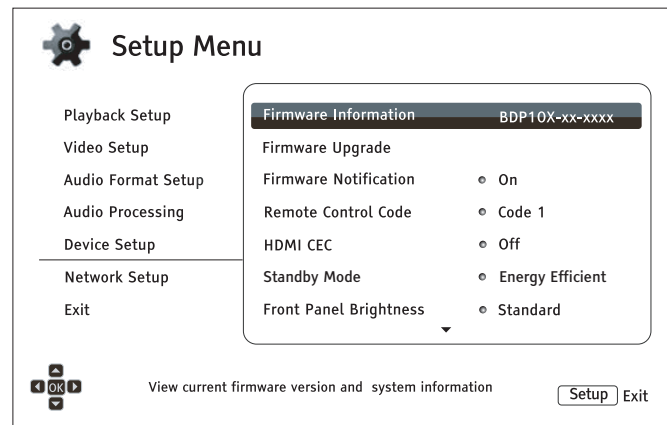 Setup Menu
Playback Setup
Video Setup
Audio Format Setup
Audio Processing
Device Setup
Network Setup
Exit
Firmware Information BDP10X-xx-xxxx
Firmware Upgrade
Firmware Notification On
Remote Control Code Code 1
HDMI CEC Off
Standby Mode Energy Efficient
Front Panel Brightness Standard
OK
View current firmware version and system information
Setup Exit